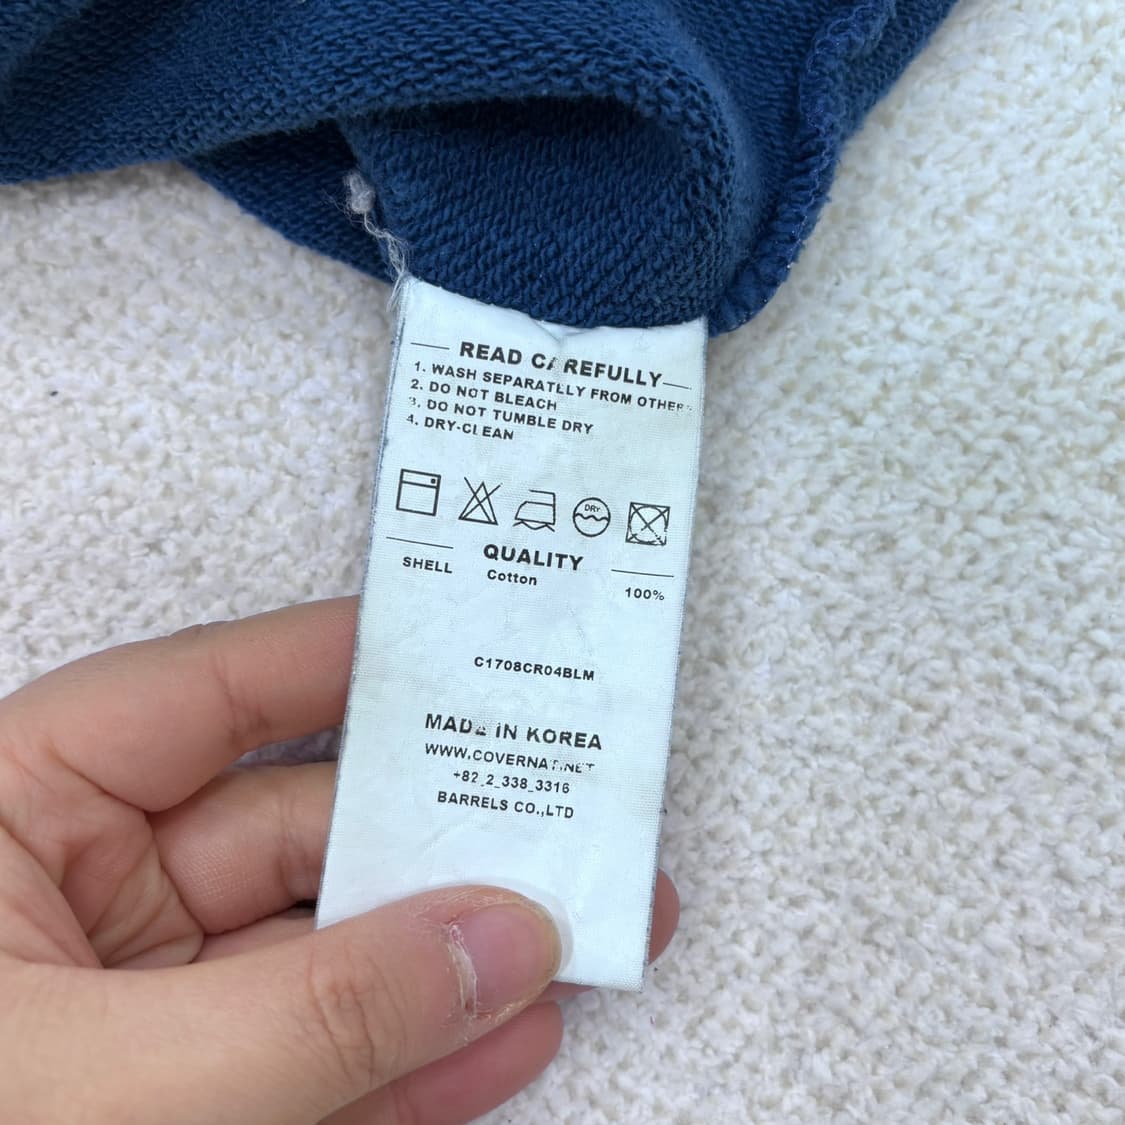 READ CAREFULLY
1. WASH SEPARATELLY FROM OTHERS
2. DO NOT BLEACH
3. DO NOT TUMBLE DRY
4. DRY-CLEAN
DRY
QUALITY
SHELL Cotton 100%
C1708CR04BLM
MADE IN KOREA
WWW.COVERNAT.NET
+82_2_338_3316
BARRELS CO.,LTD